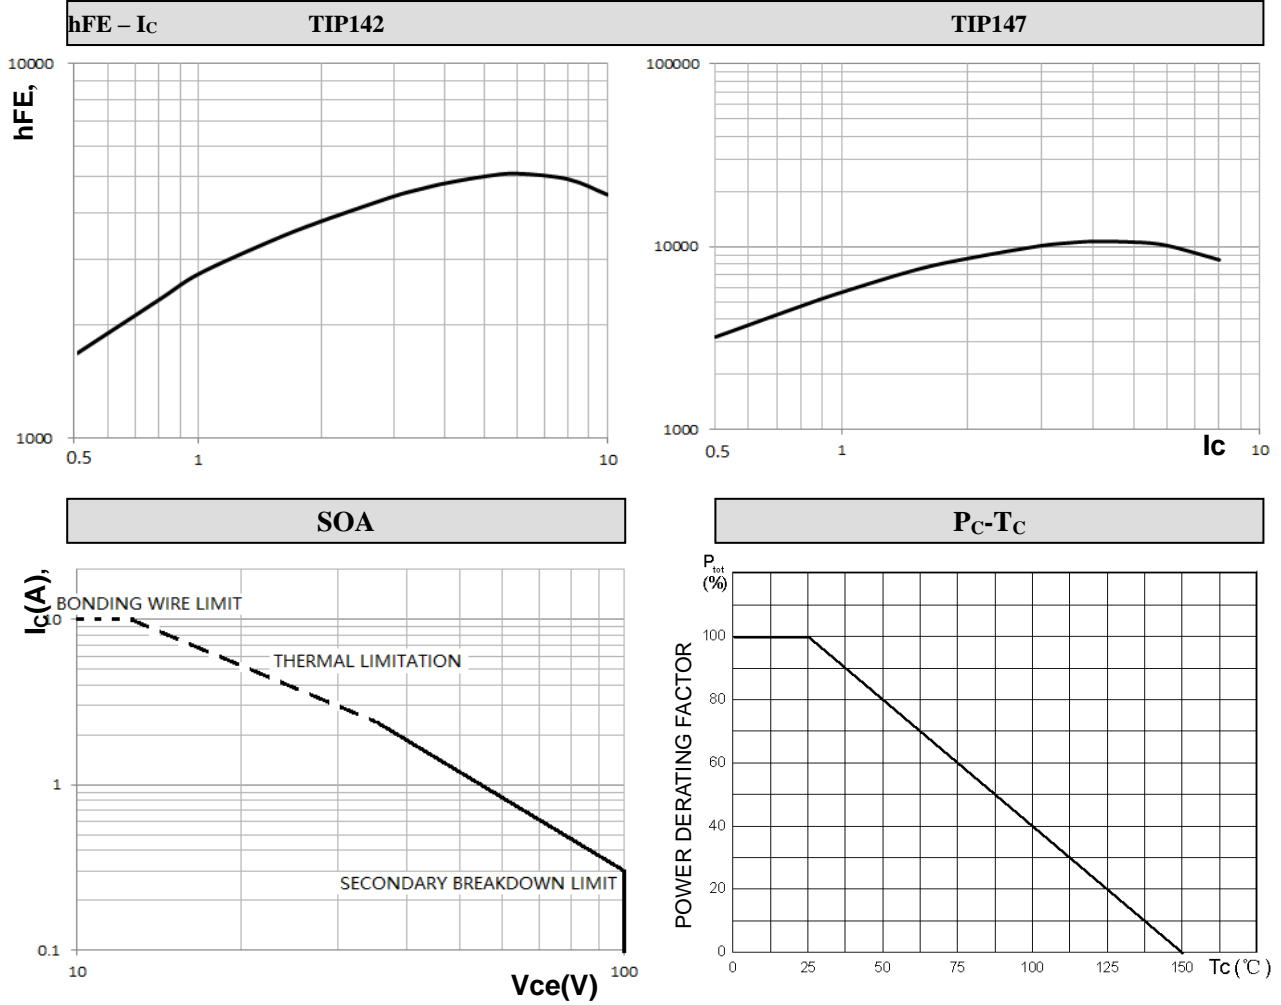 hFE – IC TIP142 TIP147
10000
hFE,
1000
0.5 1 10
100000
10000
1000
0.5 1 Ic 10
SOA
Ic(A),
BONDING WIRE LIMIT
10
THERMAL LIMITATION
1
SECONDARY BREAKDOWN LIMIT
0.1
10 100
Vce(V)
PC-TC
Ptot
(%)
POWER DERATING FACTOR
100
80
60
40
20
0
0 25 50 75 100 125 150 Tc (℃)